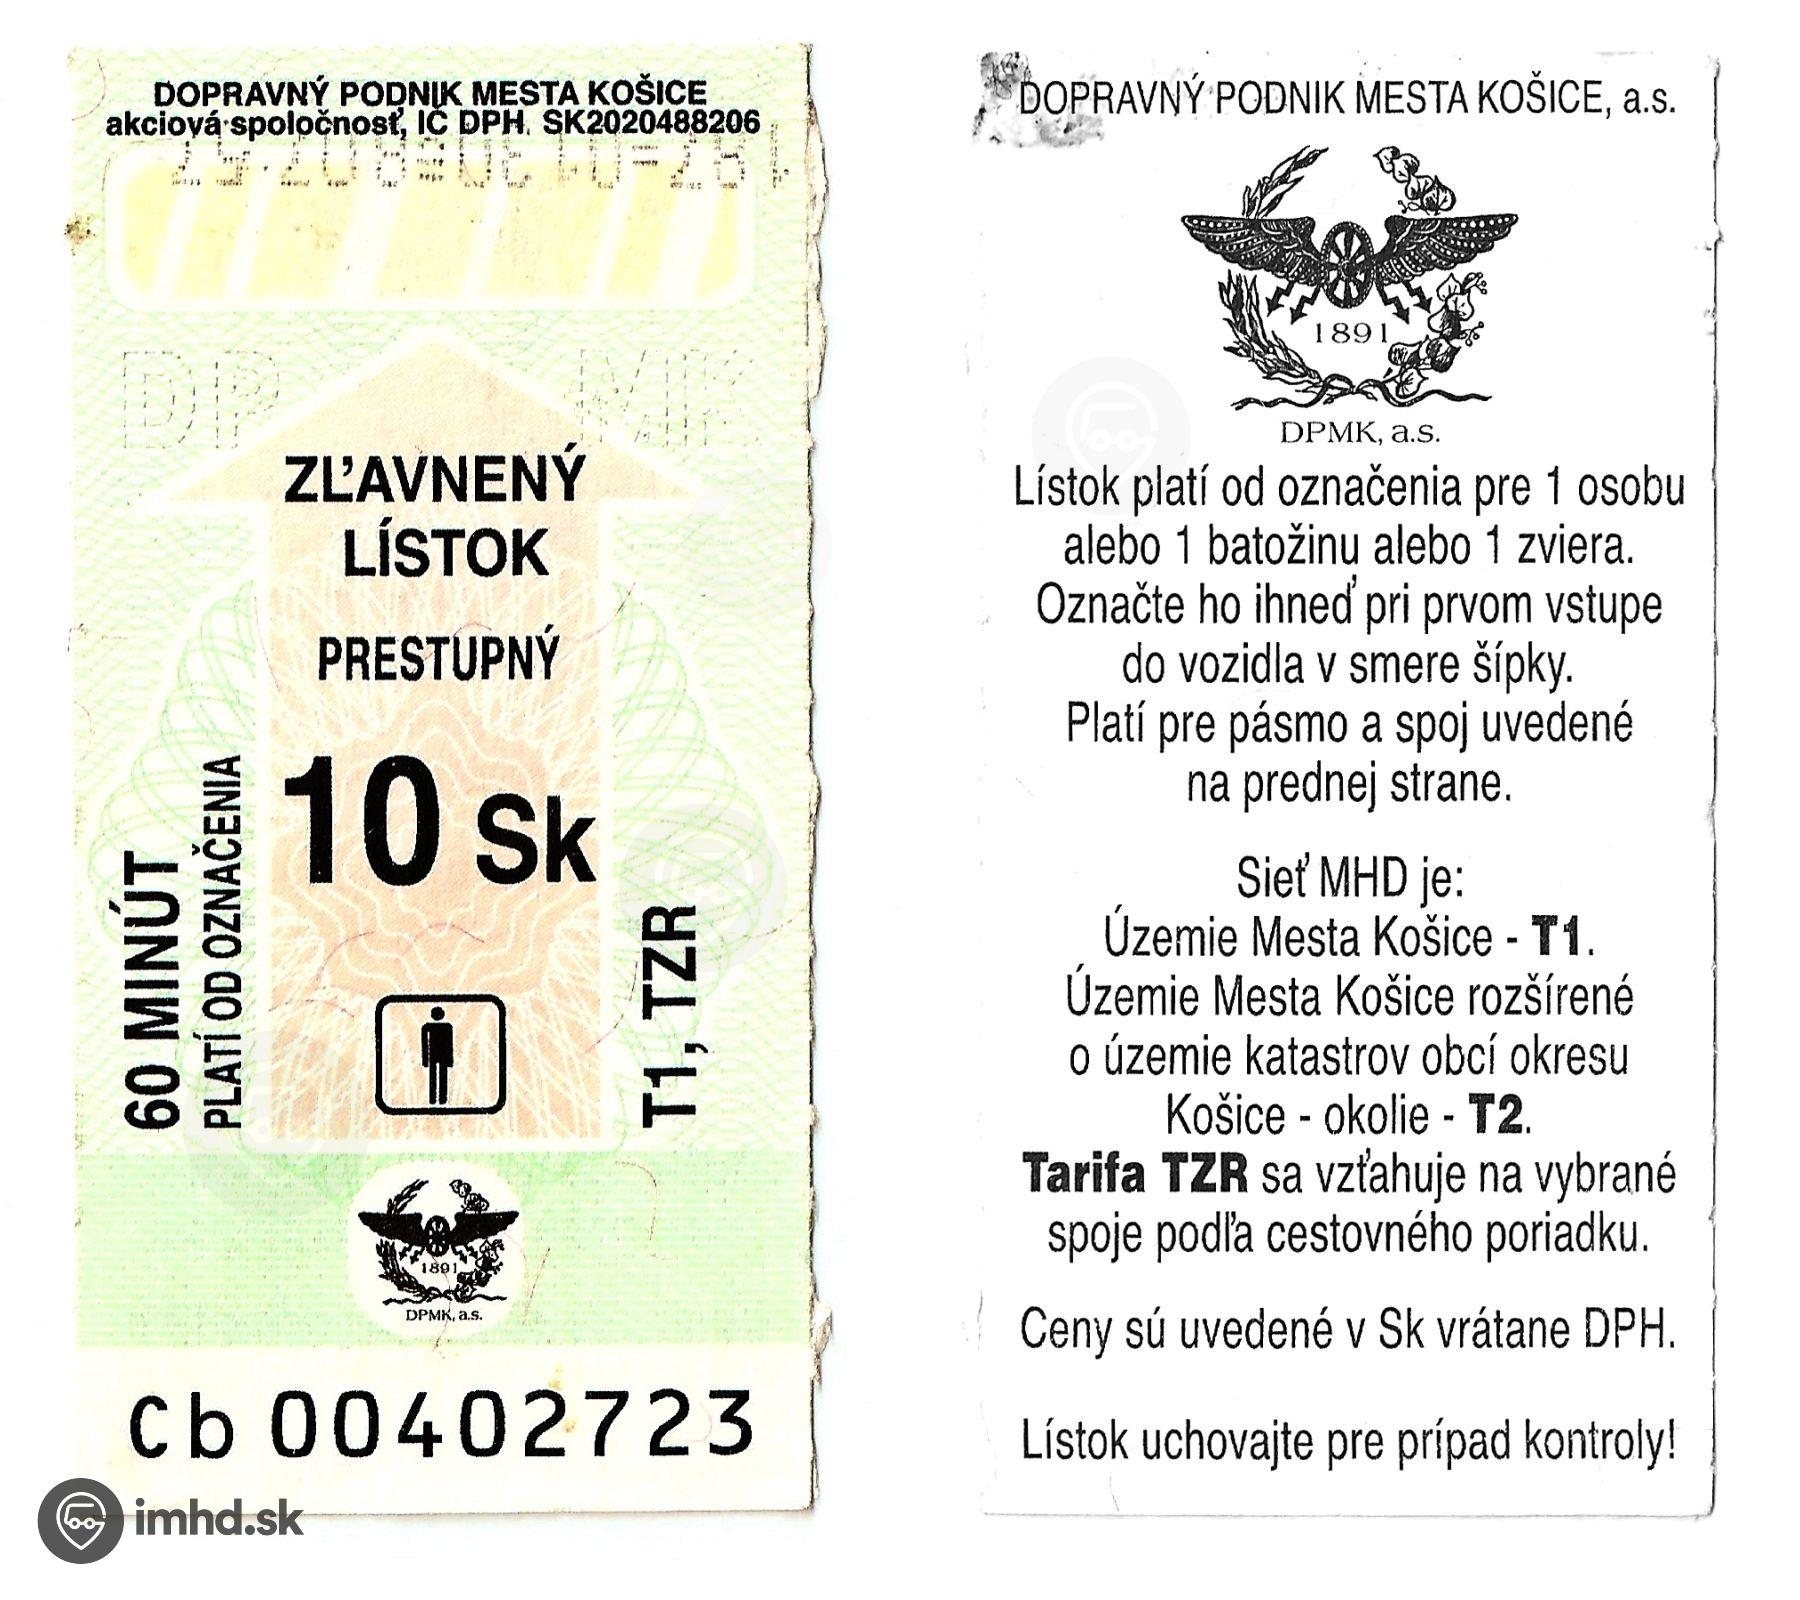 DOPRAVNÝ PODNIK MESTA KOŠICE
akciová spoločnosť, IČ DPH. SK2020488206
DP MK
ZĽAVNENÝ
LÍSTOK
PRESTUPNÝ
10 Sk
60 MINÚT
PLATÍ OD OZNAČENIA
T1, TZR
1891
DPMK, a.s.
Cb 00402723
imhd.sk
DOPRAVNÝ PODNIK MESTA KOŠICE, a.s.
1891
DPMK, a.s.
Lístok platí od označenia pre 1 osobu
alebo 1 batožinu alebo 1 zviera.
Označte ho ihneď pri prvom vstupe
do vozidla v smere šípky.
Platí pre pásmo a spoj uvedené
na prednej strane.
Sieť MHD je:
Územie Mesta Košice - T1.
Územie Mesta Košice rozšírené
o územie katastrov obcí okresu
Košice - okolie - T2.
Tarifa TZR sa vzťahuje na vybrané
spoje podľa cestovného poriadku.
Ceny sú uvedené v Sk vrátane DPH.
Lístok uchovajte pre prípad kontroly!